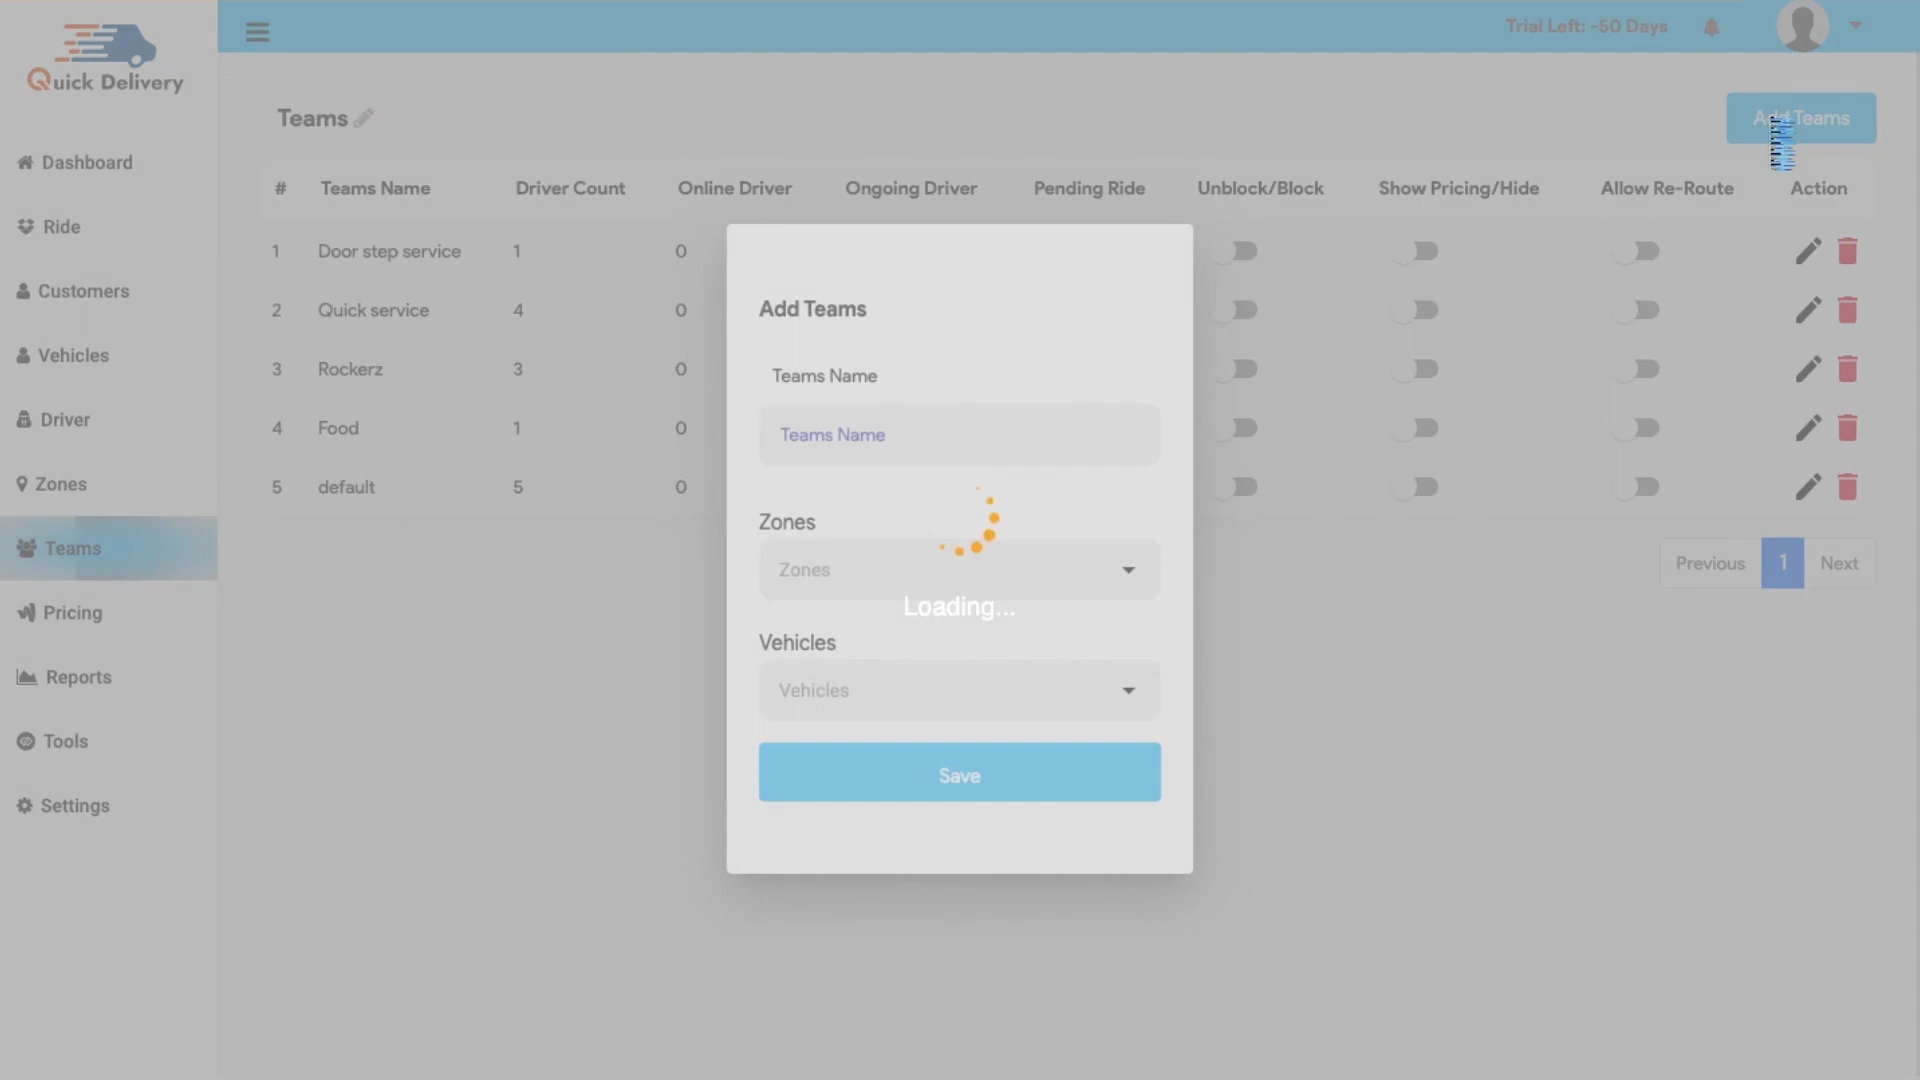 Quick Delivery
Trial Left: -50 Days
Dashboard
Ride
Customers
Vehicles
Driver
Zones
Teams
Pricing
Reports
Tools
Settings
Teams
Add Teams
# Teams Name Driver Count Online Driver Ongoing Driver Pending Ride Unblock/Block Show Pricing/Hide Allow Re-Route Action
1 Door step service 1 0
2 Quick service 4 0
3 Rockerz 3 0
4 Food 1 0
5 default 5 0
Previous 1 Next
Add Teams
Teams Name
Teams Name
Zones
Zones
Loading...
Vehicles
Vehicles
Save